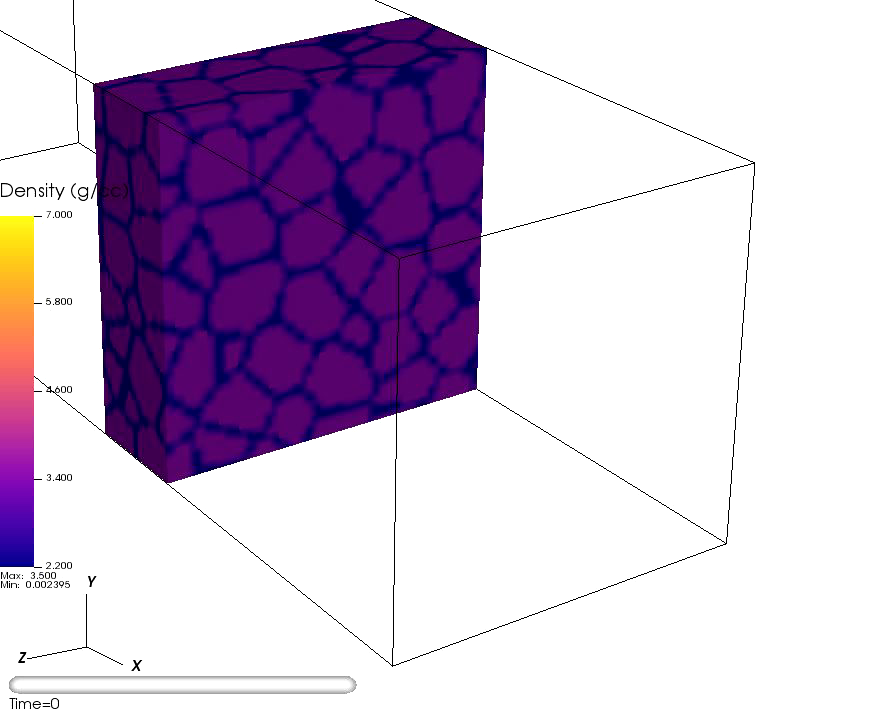 Density (g/cc)
7.000
5.800
4.600
3.400
2.200
Max: 3.500
Min: 0.002395
Y
Z
X
Time=0